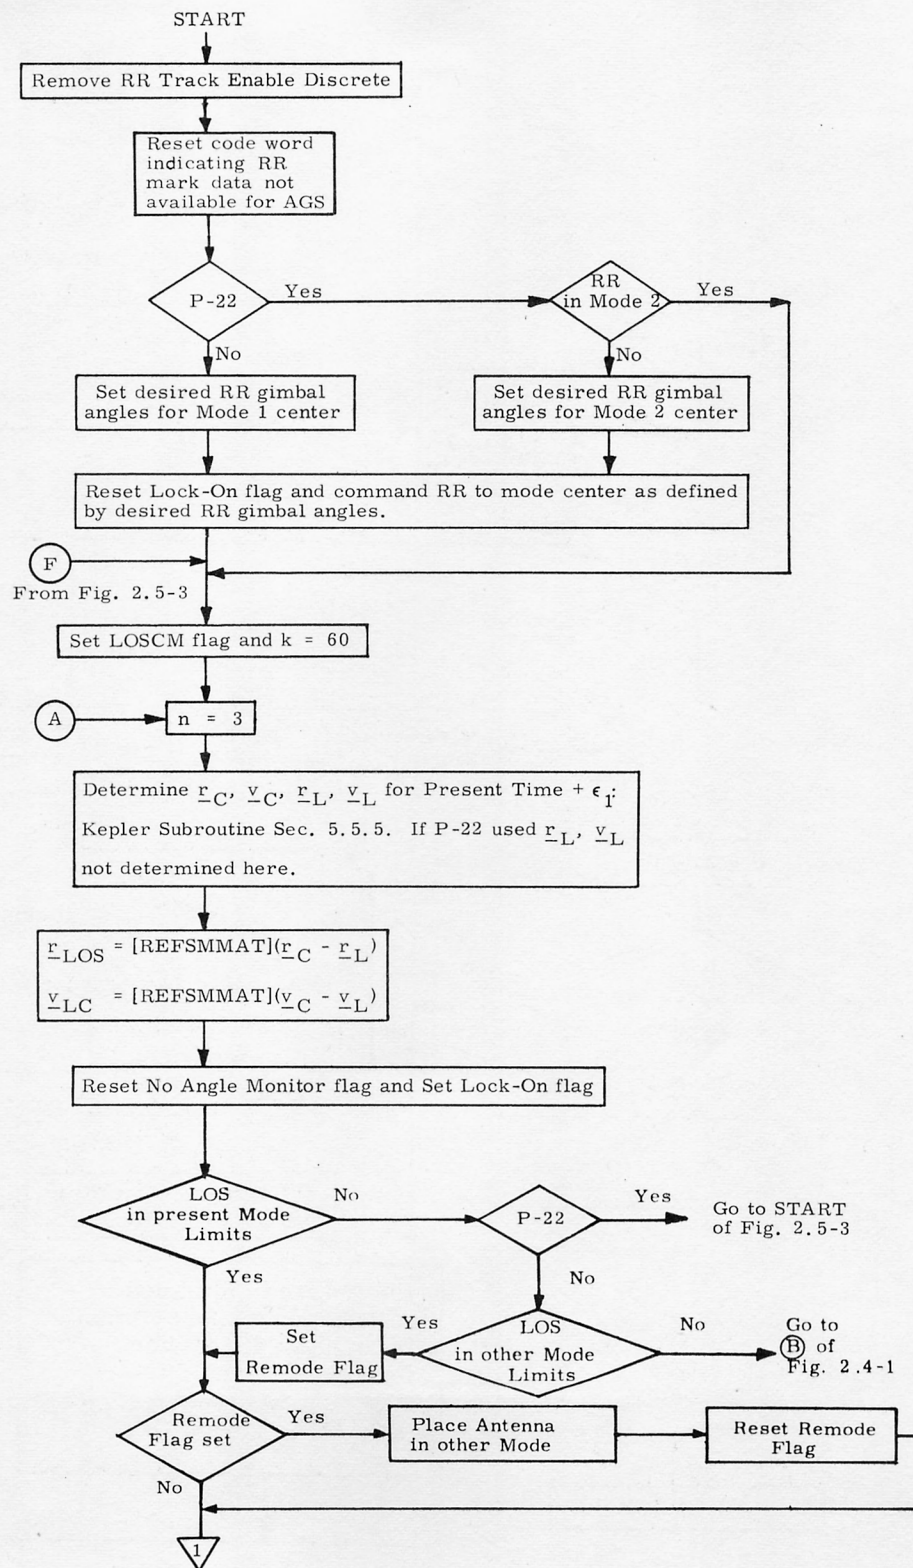 START
Remove RR Track Enable Discrete
Reset code word
indicating RR
mark data not
available for AGS
P-22
Yes
RR
in Mode 2
Yes
No
No
Set desired RR gimbal
angles for Mode 1 center
Set desired RR gimbal
angles for Mode 2 center
Reset Lock-On flag and command RR to mode center as defined
by desired RR gimbal angles.
F
From Fig. 2.5-3
Set LOSCM flag and k = 60
A
n = 3
Determine r_C, v_C, r_L, v_L for Present Time + ϵ_1;
Kepler Subroutine Sec. 5.5.5. If P-22 used r_L, v_L
not determined here.
r_LOS = [REFSMMAT](r_C - r_L)
v_LC = [REFSMMAT](v_C - v_L)
Reset No Angle Monitor flag and Set Lock-On flag
LOS
in present Mode
Limits
No
P-22
Yes
Go to START
of Fig. 2.5-3
Yes
No
Set
Remode Flag
Yes
LOS
in other Mode
Limits
No
Go to
B of
Fig. 2.4-1
Remode
Flag set
Yes
Place Antenna
in other Mode
Reset Remode
Flag
No
1